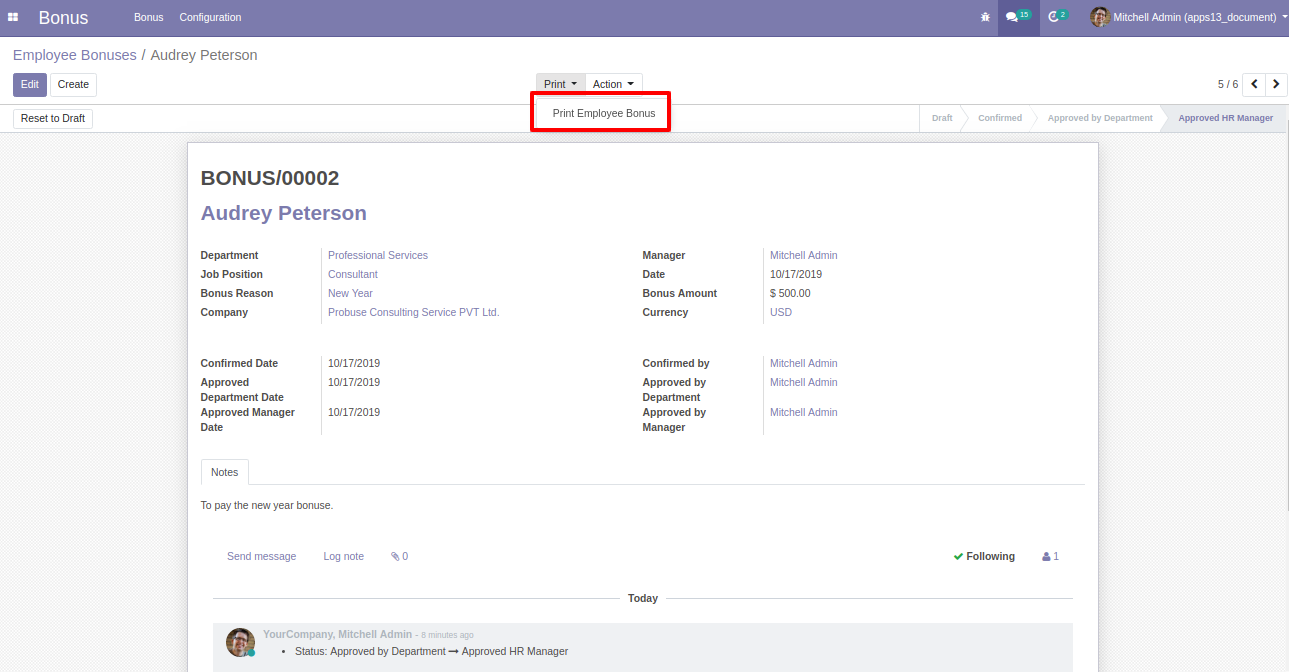 Bonus Bonus Configuration 15 2 Mitchell Admin (apps13_document)
Employee Bonuses / Audrey Peterson
Edit Create Print Action 5 / 6
Print Employee Bonus
Reset to Draft Draft Confirmed Approved by Department Approved HR Manager
BONUS/00002
Audrey Peterson
Department Professional Services Manager Mitchell Admin
Job Position Consultant Date 10/17/2019
Bonus Reason New Year Bonus Amount $ 500.00
Company Probuse Consulting Service PVT Ltd. Currency USD
Confirmed Date 10/17/2019 Confirmed by Mitchell Admin
Approved 10/17/2019 Approved by Mitchell Admin
Department Date Department
Approved Manager 10/17/2019 Approved by Mitchell Admin
Date Manager
Notes
To pay the new year bonuse.
Send message Log note 0 Following 1
Today
YourCompany, Mitchell Admin - 8 minutes ago
• Status: Approved by Department → Approved HR Manager